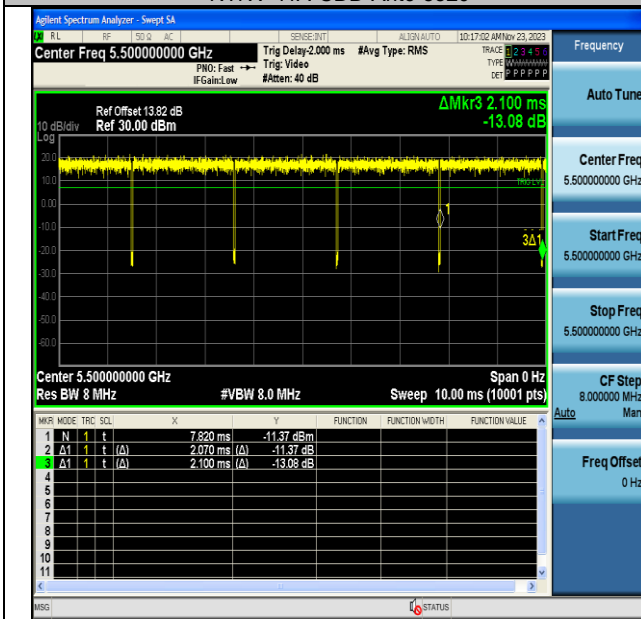 Agilent Spectrum Analyzer - Swept SA
RL RF 50 Ω AC SENSE:INT ALIGN AUTO 10:17:02 AM Nov 23, 2023
Center Freq 5.500000000 GHz
PNO: Fast
IFGain:Low
Trig Delay-2.000 ms
Trig: Video
#Atten: 40 dB
#Avg Type: RMS
TRACE 1 2 3 4 5 6
TYPE WWWWWW
DET P P P P P P
Frequency
Auto Tune
Ref Offset 13.82 dB
10 dB/div Ref 30.00 dBm
Log
ΔMkr3 2.100 ms
-13.08 dB
20.0
10.0
0.00
-10.0
-20.0
-30.0
-40.0
-50.0
-60.0
TRIG LVL
1
3Δ1
Center Freq
5.500000000 GHz
Start Freq
5.500000000 GHz
Stop Freq
5.500000000 GHz
Center 5.500000000 GHz Span 0 Hz
Res BW 8 MHz #VBW 8.0 MHz Sweep 10.00 ms (10001 pts)
CF Step
8.000000 MHz
Auto Man
MKR MODE TRC SCL X Y FUNCTION FUNCTION WIDTH FUNCTION VALUE
1 N 1 t 7.820 ms -11.37 dBm
2 Δ1 1 t (Δ) 2.070 ms (Δ) -11.37 dB
3 Δ1 1 t (Δ) 2.100 ms (Δ) -13.08 dB
4
5
6
7
8
9
10
11
Freq Offset
0 Hz
MSG STATUS